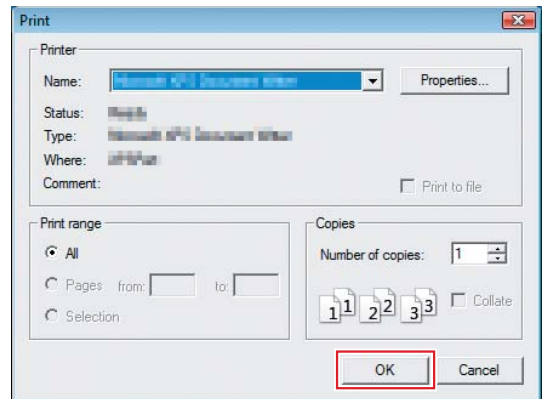 Print
Printer
Name:
Properties...
Status:
Type:
Where:
Comment:
Print to file
Print range
All
Pages from: to:
Selection
Copies
Number of copies: 1
1 1 2 2 3 3
Collate
OK Cancel